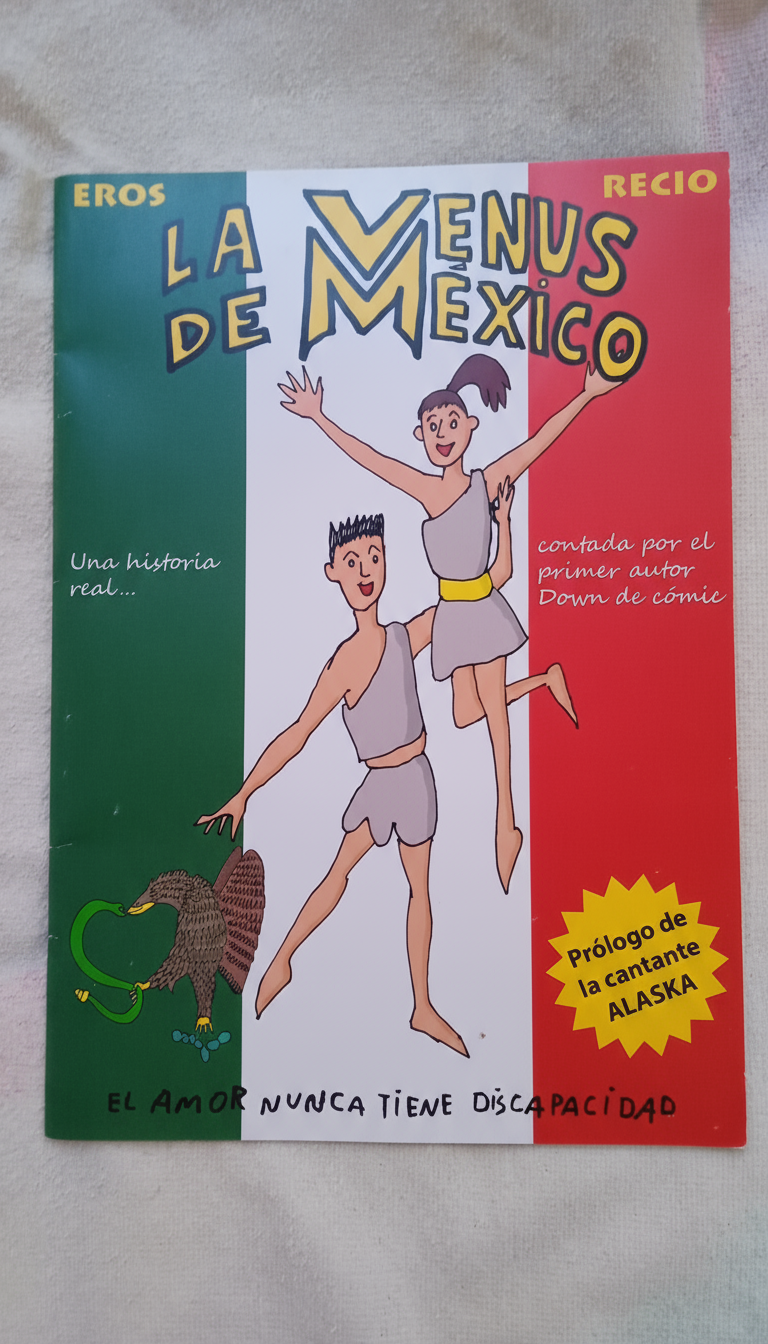 EROS
RECIO
LA VENUS
DE MÈXiCO
Una historia
real...
contada por el
primer autor
Down de cómic
Prólogo de
la cantante
ALASKA
EL AMOR NUNCA TIENE DiSCAPACiDAD